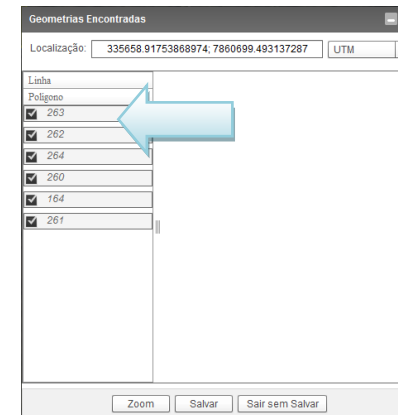 Geometrias Encontradas
Localização: 335658.91753868974; 7860699.493137287 UTM
Linha
Polígono
263
262
264
260
164
261
Zoom Salvar Sair sem Salvar